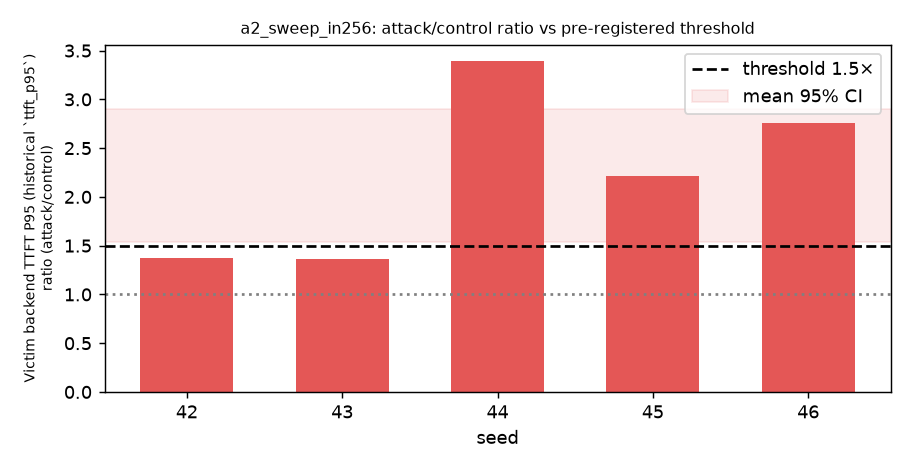 a2_sweep_in256: attack/control ratio vs pre-registered threshold
Victim backend TTFT P95 (historical `ttft_p95`)
ratio (attack/control)
3.5
3.0
2.5
2.0
1.5
1.0
0.5
0.0
threshold 1.5×
mean 95% CI
42
43
44
45
46
seed